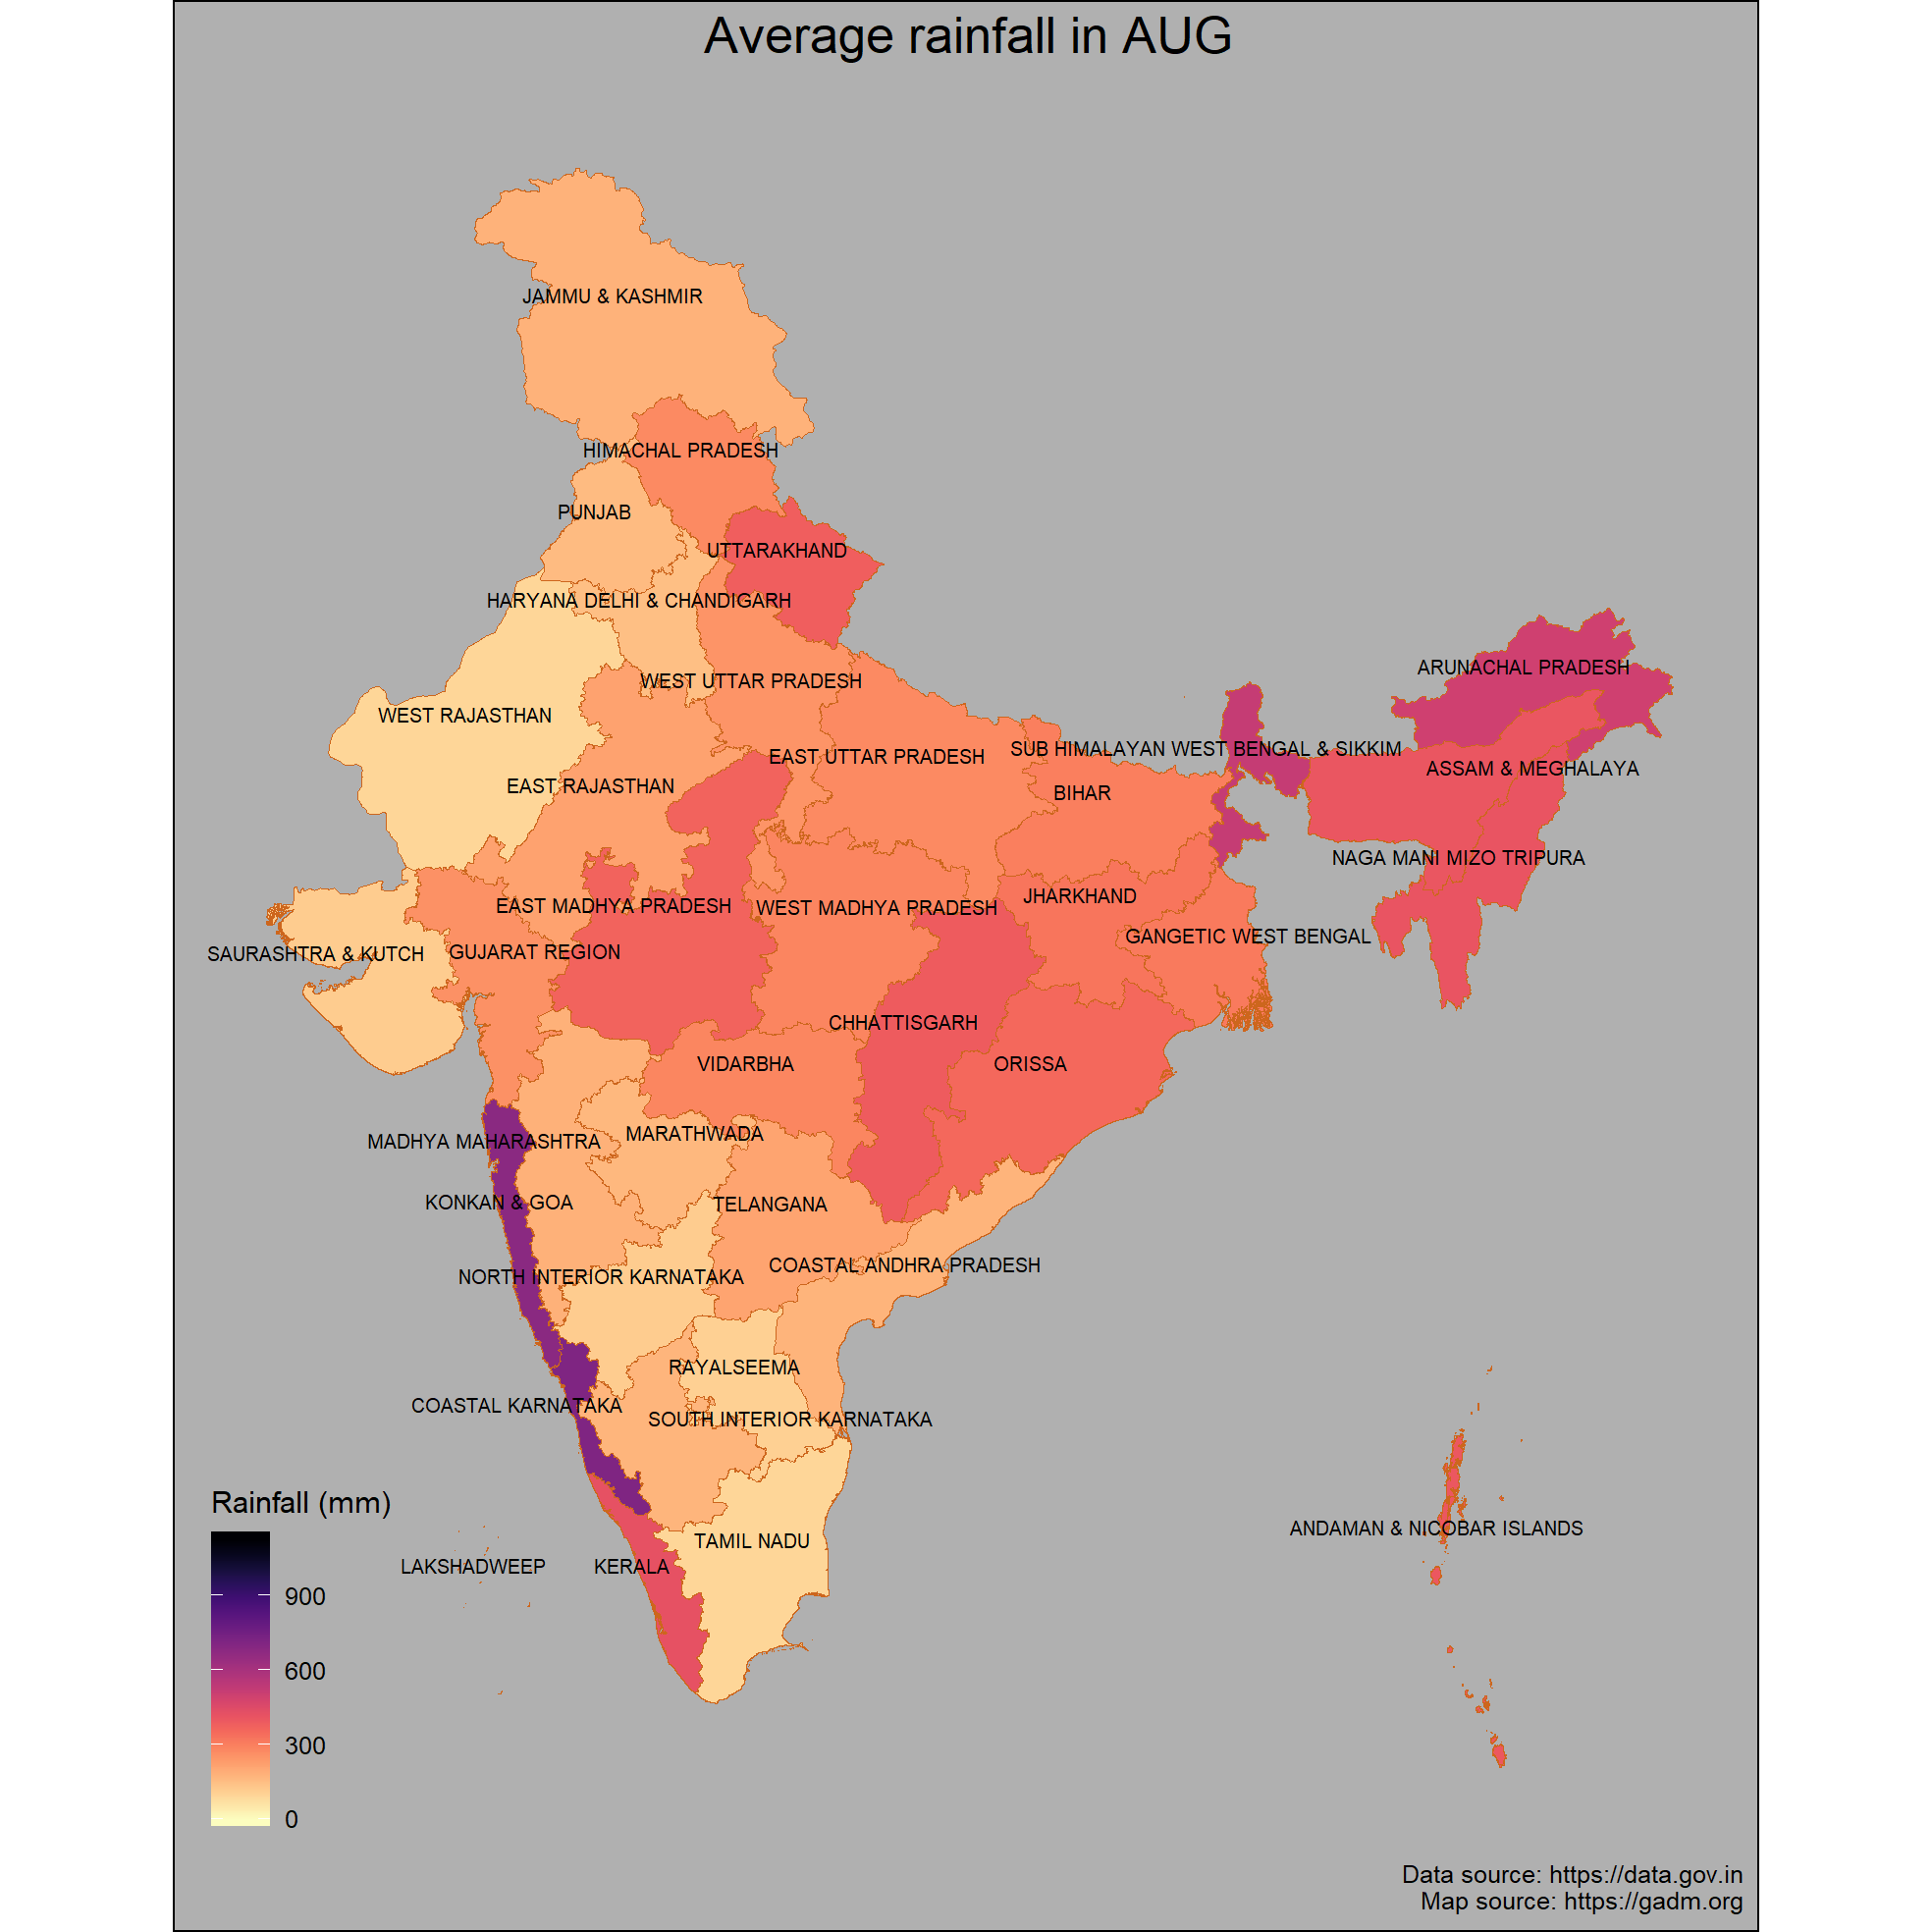 Average rainfall in AUG
JAMMU & KASHMIR
HIMACHAL PRADESH
PUNJAB
UTTARAKHAND
HARYANA DELHI & CHANDIGARH
ARUNACHAL PRADESH
WEST UTTAR PRADESH
WEST RAJASTHAN
SUB HIMALAYAN WEST BENGAL & SIKKIM
EAST UTTAR PRADESH
ASSAM & MEGHALAYA
EAST RAJASTHAN
BIHAR
NAGA MANI MIZO TRIPURA
JHARKHAND
EAST MADHYA PRADESH
WEST MADHYA PRADESH
GANGETIC WEST BENGAL
SAURASHTRA & KUTCH
GUJARAT REGION
CHHATTISGARH
VIDARBHA
ORISSA
MARATHWADA
MADHYA MAHARASHTRA
KONKAN & GOA
TELANGANA
COASTAL ANDHRA PRADESH
NORTH INTERIOR KARNATAKA
RAYALSEEMA
COASTAL KARNATAKA
SOUTH INTERIOR KARNATAKA
ANDAMAN & NICOBAR ISLANDS
TAMIL NADU
LAKSHADWEEP
KERALA
Rainfall (mm)
900
600
300
0
Data source: https://data.gov.in
Map source: https://gadm.org